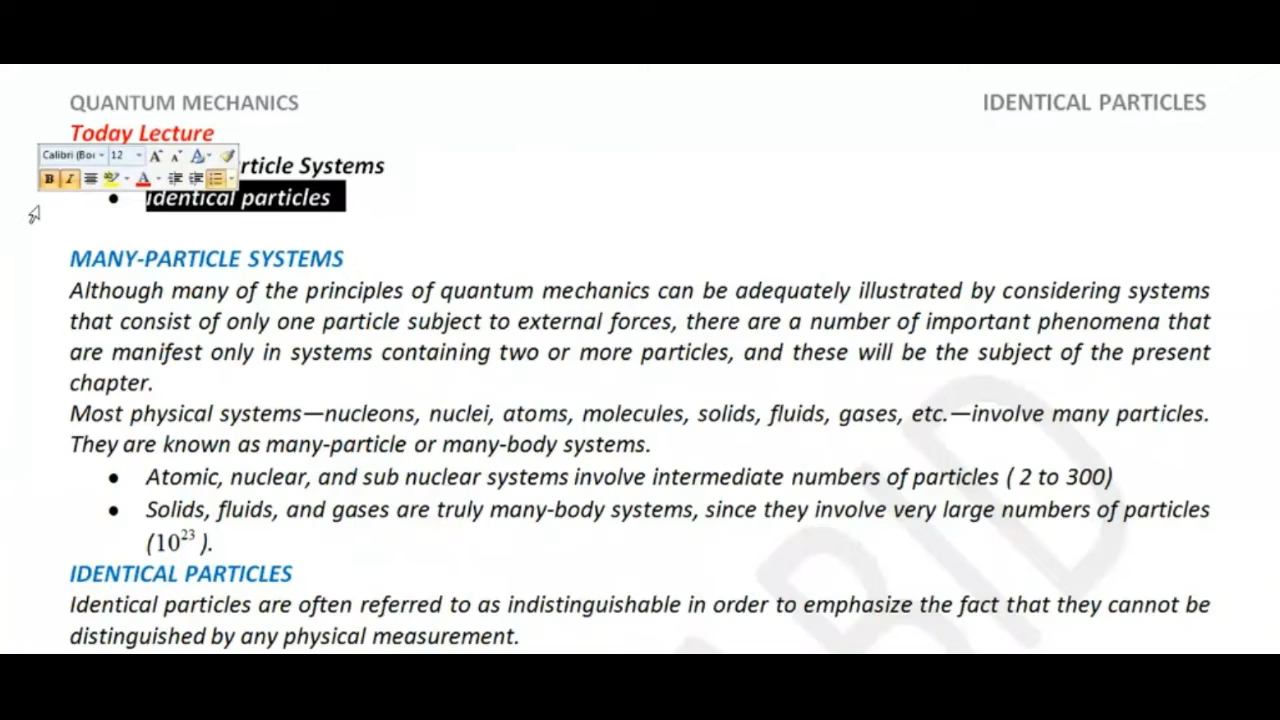 QUANTUM MECHANICS IDENTICAL PARTICLES
Today Lecture
Calibri (Boı 12 A A A
B I A
rticle Systems
• identical particles
MANY-PARTICLE SYSTEMS
Although many of the principles of quantum mechanics can be adequately illustrated by considering systems
that consist of only one particle subject to external forces, there are a number of important phenomena that
are manifest only in systems containing two or more particles, and these will be the subject of the present
chapter.
Most physical systems—nucleons, nuclei, atoms, molecules, solids, fluids, gases, etc.—involve many particles.
They are known as many-particle or many-body systems.
• Atomic, nuclear, and sub nuclear systems involve intermediate numbers of particles ( 2 to 300)
• Solids, fluids, and gases are truly many-body systems, since they involve very large numbers of particles
(10²³ ).
IDENTICAL PARTICLES
Identical particles are often referred to as indistinguishable in order to emphasize the fact that they cannot be
distinguished by any physical measurement.